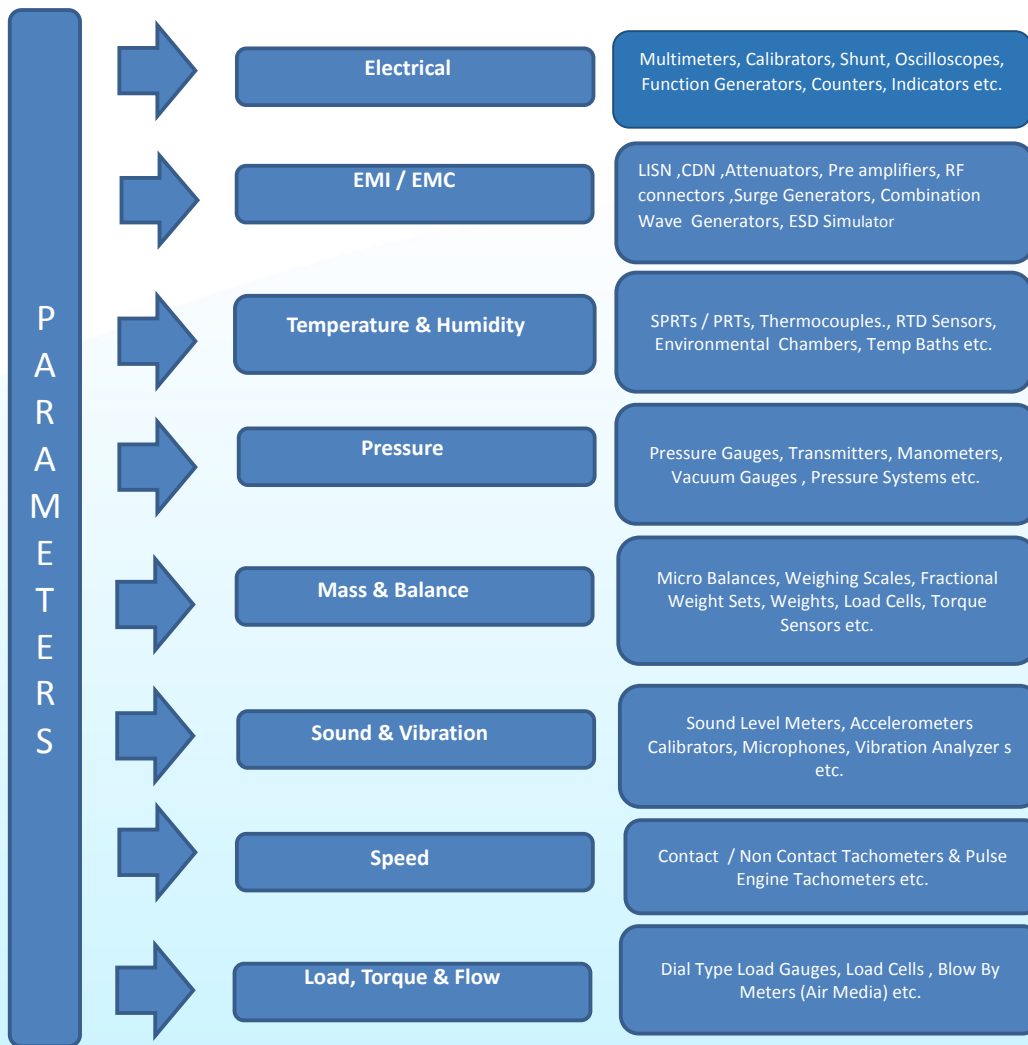 PARAMETERS
Electrical
Multimeters, Calibrators, Shunt, Oscilloscopes,
Function Generators, Counters, Indicators etc.
EMI / EMC
LISN ,CDN ,Attenuators, Pre amplifiers, RF
connectors ,Surge Generators, Combination
Wave Generators, ESD Simulator
Temperature & Humidity
SPRTs / PRTs, Thermocouples., RTD Sensors,
Environmental Chambers, Temp Baths etc.
Pressure
Pressure Gauges, Transmitters, Manometers,
Vacuum Gauges , Pressure Systems etc.
Mass & Balance
Micro Balances, Weighing Scales, Fractional
Weight Sets, Weights, Load Cells, Torque
Sensors etc.
Sound & Vibration
Sound Level Meters, Accelerometers
Calibrators, Microphones, Vibration Analyzer s
etc.
Speed
Contact / Non Contact Tachometers & Pulse
Engine Tachometers etc.
Load, Torque & Flow
Dial Type Load Gauges, Load Cells , Blow By
Meters (Air Media) etc.